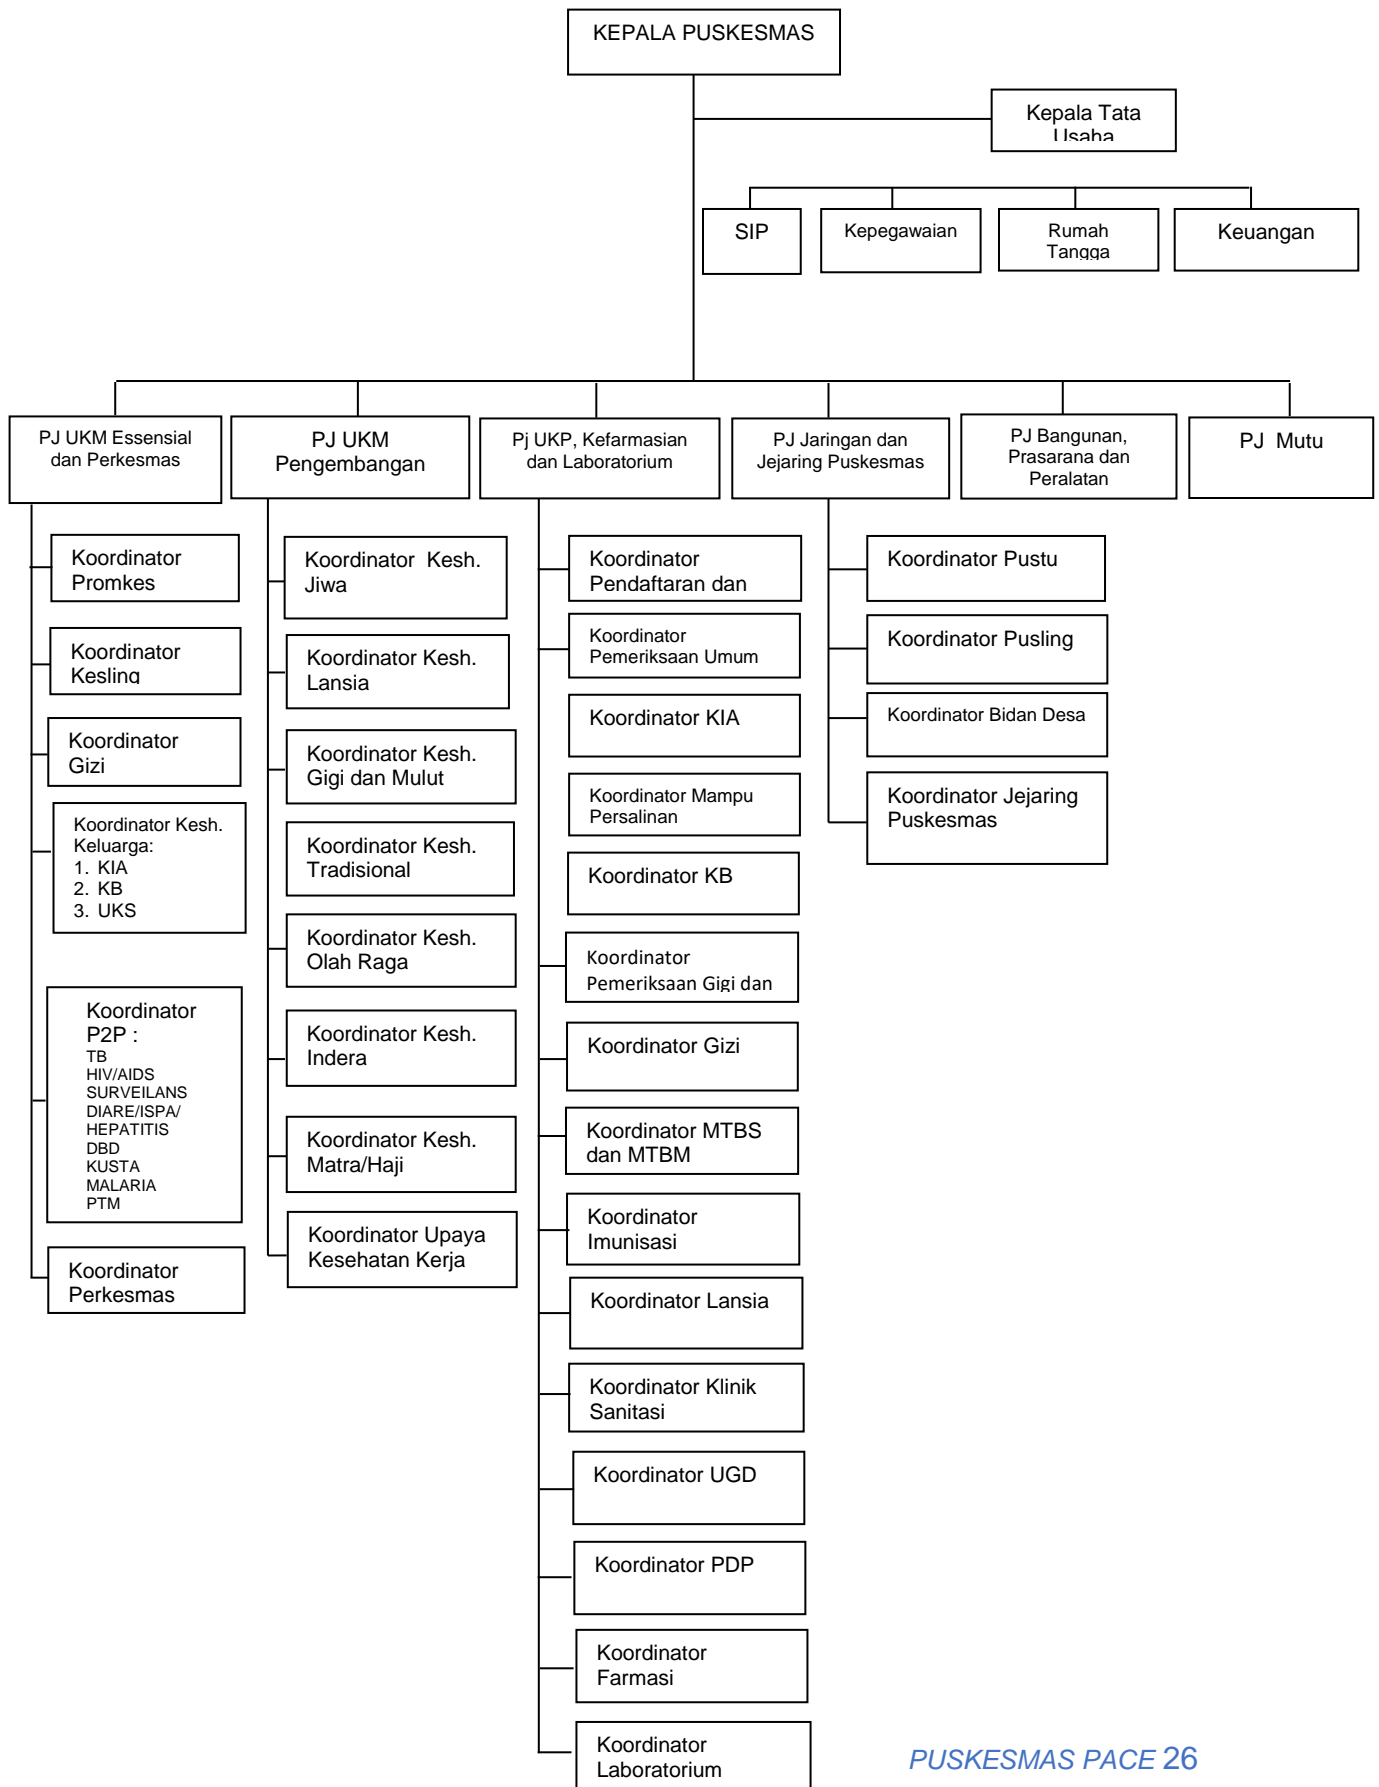 KEPALA PUSKESMAS
Kepala Tata
Usaha
SIP
Kepegawaian
Rumah
Tangga
Keuangan
PJ UKM Essensial
dan Perkesmas
PJ UKM
Pengembangan
Pj UKP, Kefarmasian
dan Laboratorium
PJ Jaringan dan
Jejaring Puskesmas
PJ Bangunan,
Prasarana dan
Peralatan
PJ Mutu
Koordinator
Promkes
Koordinator
Kesling
Koordinator
Gizi
Koordinator Kesh.
Keluarga:
1. KIA
2. KB
3. UKS
Koordinator
P2P :
TB
HIV/AIDS
SURVEILANS
DIARE/ISPA/
HEPATITIS
DBD
KUSTA
MALARIA
PTM
Koordinator
Perkesmas
Koordinator Kesh.
Jiwa
Koordinator Kesh.
Lansia
Koordinator Kesh.
Gigi dan Mulut
Koordinator Kesh.
Tradisional
Koordinator Kesh.
Olah Raga
Koordinator Kesh.
Indera
Koordinator Kesh.
Matra/Haji
Koordinator Upaya
Kesehatan Kerja
Koordinator
Pendaftaran dan
Koordinator
Pemeriksaan Umum
Koordinator KIA
Koordinator Mampu
Persalinan
Koordinator KB
Koordinator
Pemeriksaan Gigi dan
Koordinator Gizi
Koordinator MTBS
dan MTBM
Koordinator
Imunisasi
Koordinator Lansia
Koordinator Klinik
Sanitasi
Koordinator UGD
Koordinator PDP
Koordinator
Farmasi
Koordinator
Laboratorium
Koordinator Pustu
Koordinator Pusling
Koordinator Bidan Desa
Koordinator Jejaring
Puskesmas
PUSKESMAS PACE 26